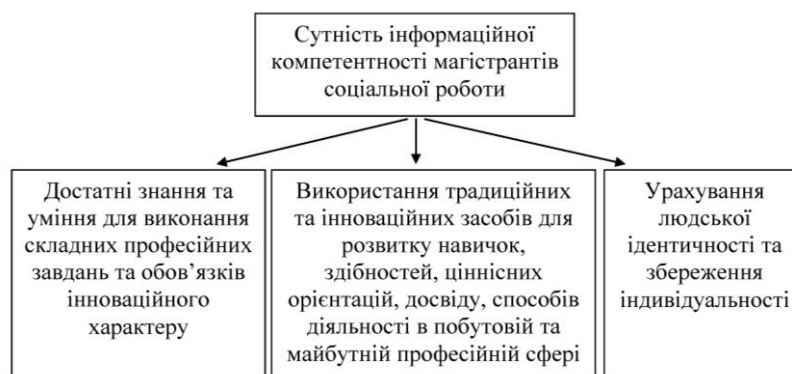 Сутність інформаційної
компетентності магістрантів
соціальної роботи
Достатні знання та
уміння для виконання
складних професійних
завдань та обов’язків
інноваційного
характеру
Використання традиційних
та інноваційних засобів для
розвитку навичок,
здібностей, ціннісних
орієнтацій, досвіду, способів
діяльності в побутовій та
майбутній професійній сфері
Урахування
людської
ідентичності та
збереження
індивідуальності